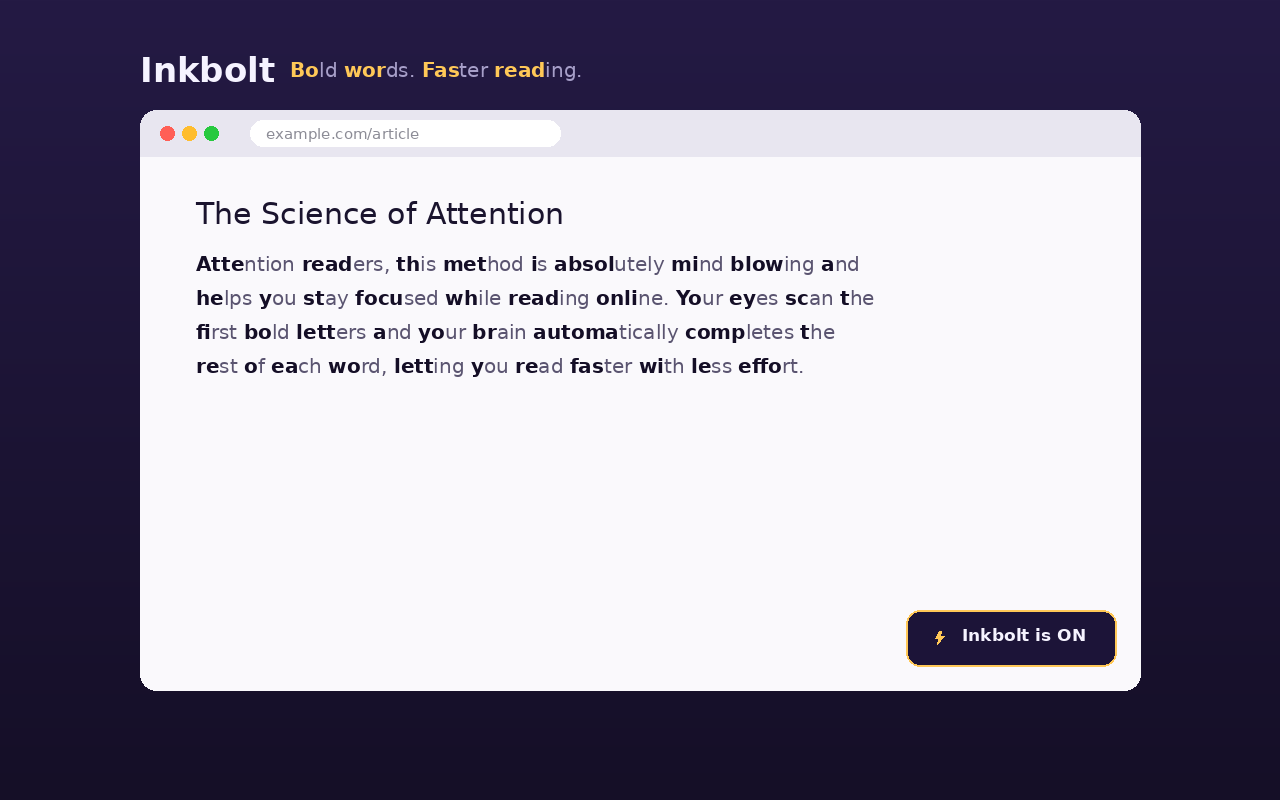 Inkbolt Bold words. Faster reading.
example.com/article
The Science of Attention
Attention readers, this method is absolutely mind blowing and
helps you stay focused while reading online. Your eyes scan the
first bold letters and your brain automatically completes the
rest of each word, letting you read faster with less effort.
Inkbolt is ON